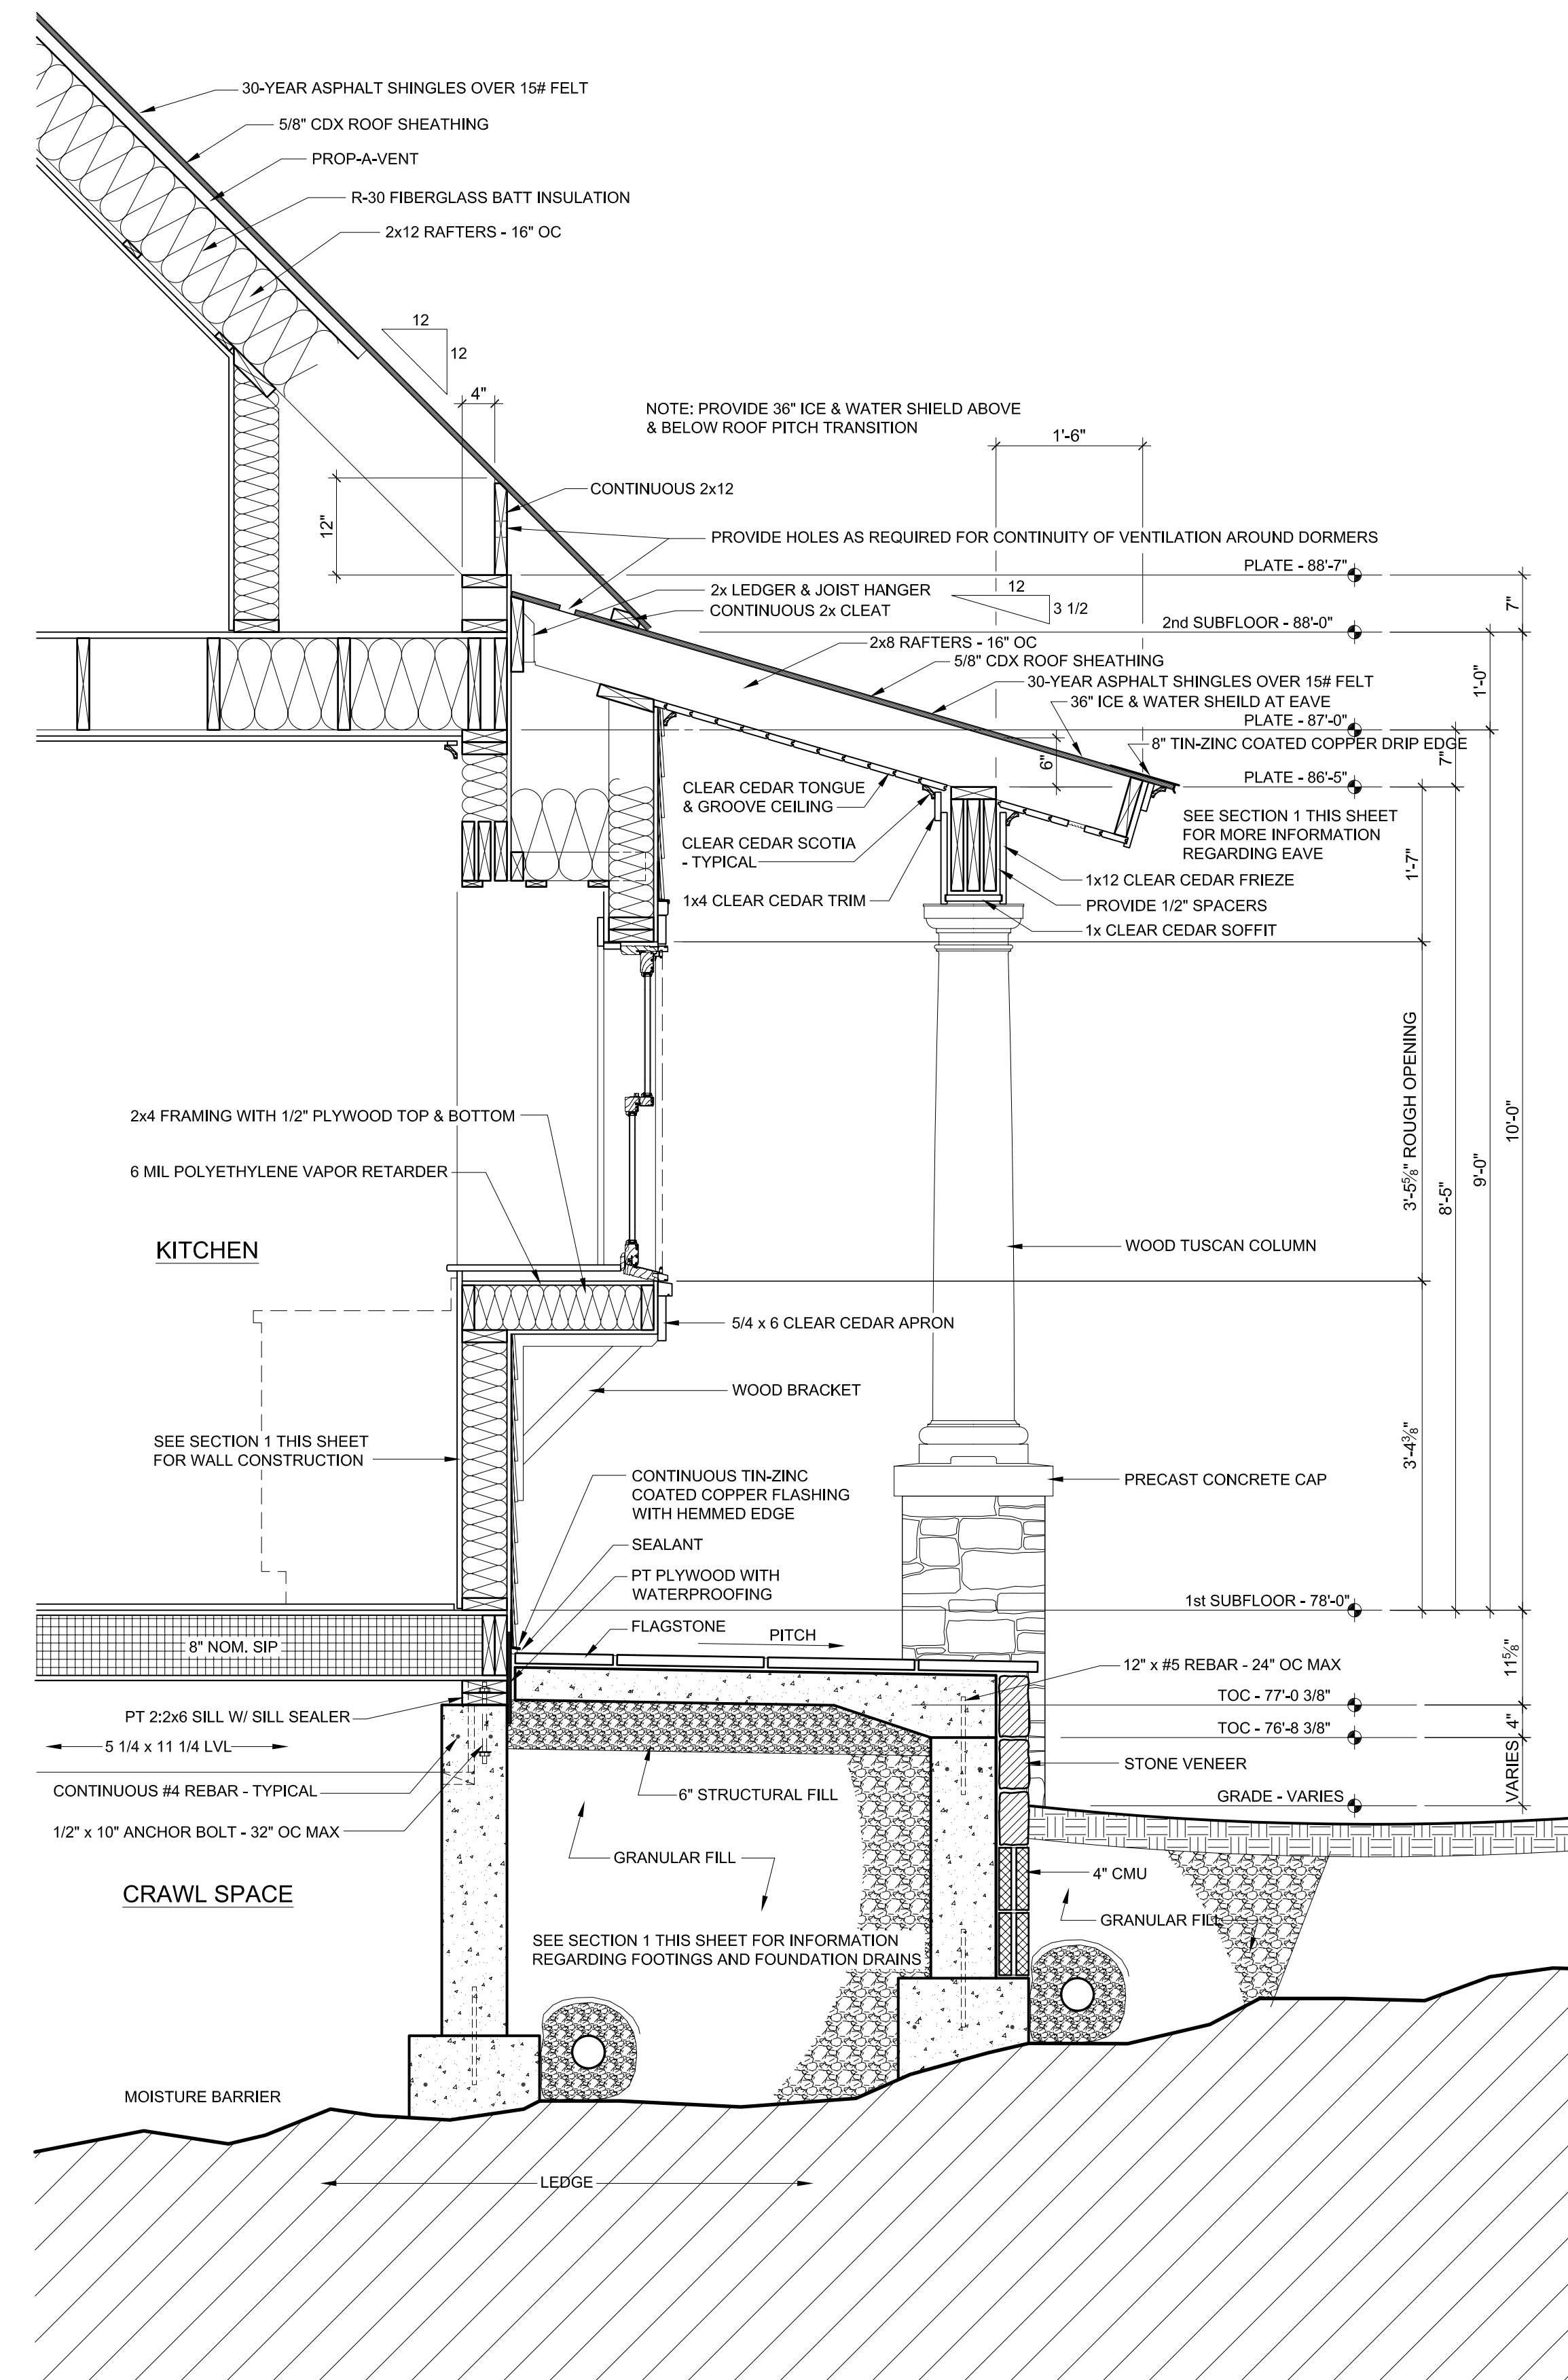 30-YEAR ASPHALT SHINGLES OVER 15# FELT
5/8" CDX ROOF SHEATHING
PROP-A-VENT
R-30 FIBERGLASS BATT INSULATION
2x12 RAFTERS - 16" OC
12
12
4"
NOTE: PROVIDE 36" ICE & WATER SHIELD ABOVE
& BELOW ROOF PITCH TRANSITION
1'-6"
12"
CONTINUOUS 2x12
PROVIDE HOLES AS REQUIRED FOR CONTINUITY OF VENTILATION AROUND DORMERS
PLATE - 88'-7"
2x LEDGER & JOIST HANGER
CONTINUOUS 2x CLEAT
12
3 1/2
7"
2nd SUBFLOOR - 88'-0"
2x8 RAFTERS - 16" OC
5/8" CDX ROOF SHEATHING
30-YEAR ASPHALT SHINGLES OVER 15# FELT
36" ICE & WATER SHEILD AT EAVE
1'-0"
PLATE - 87'-0"
8" TIN-ZINC COATED COPPER DRIP EDGE
7"
6"
PLATE - 86'-5"
CLEAR CEDAR TONGUE
& GROOVE CEILING
SEE SECTION 1 THIS SHEET
FOR MORE INFORMATION
REGARDING EAVE
CLEAR CEDAR SCOTIA
- TYPICAL
1'-7"
1x12 CLEAR CEDAR FRIEZE
1x4 CLEAR CEDAR TRIM
PROVIDE 1/2" SPACERS
1x CLEAR CEDAR SOFFIT
3'-5⅝" ROUGH OPENING
10'-0"
9'-0"
8'-5"
2x4 FRAMING WITH 1/2" PLYWOOD TOP & BOTTOM
6 MIL POLYETHYLENE VAPOR RETARDER
KITCHEN
WOOD TUSCAN COLUMN
5/4 x 6 CLEAR CEDAR APRON
WOOD BRACKET
3'-4⅜"
SEE SECTION 1 THIS SHEET
FOR WALL CONSTRUCTION
CONTINUOUS TIN-ZINC
COATED COPPER FLASHING
WITH HEMMED EDGE
PRECAST CONCRETE CAP
SEALANT
PT PLYWOOD WITH
WATERPROOFING
1st SUBFLOOR - 78'-0"
FLAGSTONE
PITCH
8" NOM. SIP
12" x #5 REBAR - 24" OC MAX
11⅝"
TOC - 77'-0 3/8"
PT 2:2x6 SILL W/ SILL SEALER
TOC - 76'-8 3/8"
4"
5 1/4 x 11 1/4 LVL
STONE VENEER
VARIES
CONTINUOUS #4 REBAR - TYPICAL
6" STRUCTURAL FILL
GRADE - VARIES
1/2" x 10" ANCHOR BOLT - 32" OC MAX
GRANULAR FILL
4" CMU
CRAWL SPACE
GRANULAR FILL
SEE SECTION 1 THIS SHEET FOR INFORMATION
REGARDING FOOTINGS AND FOUNDATION DRAINS
MOISTURE BARRIER
LEDGE